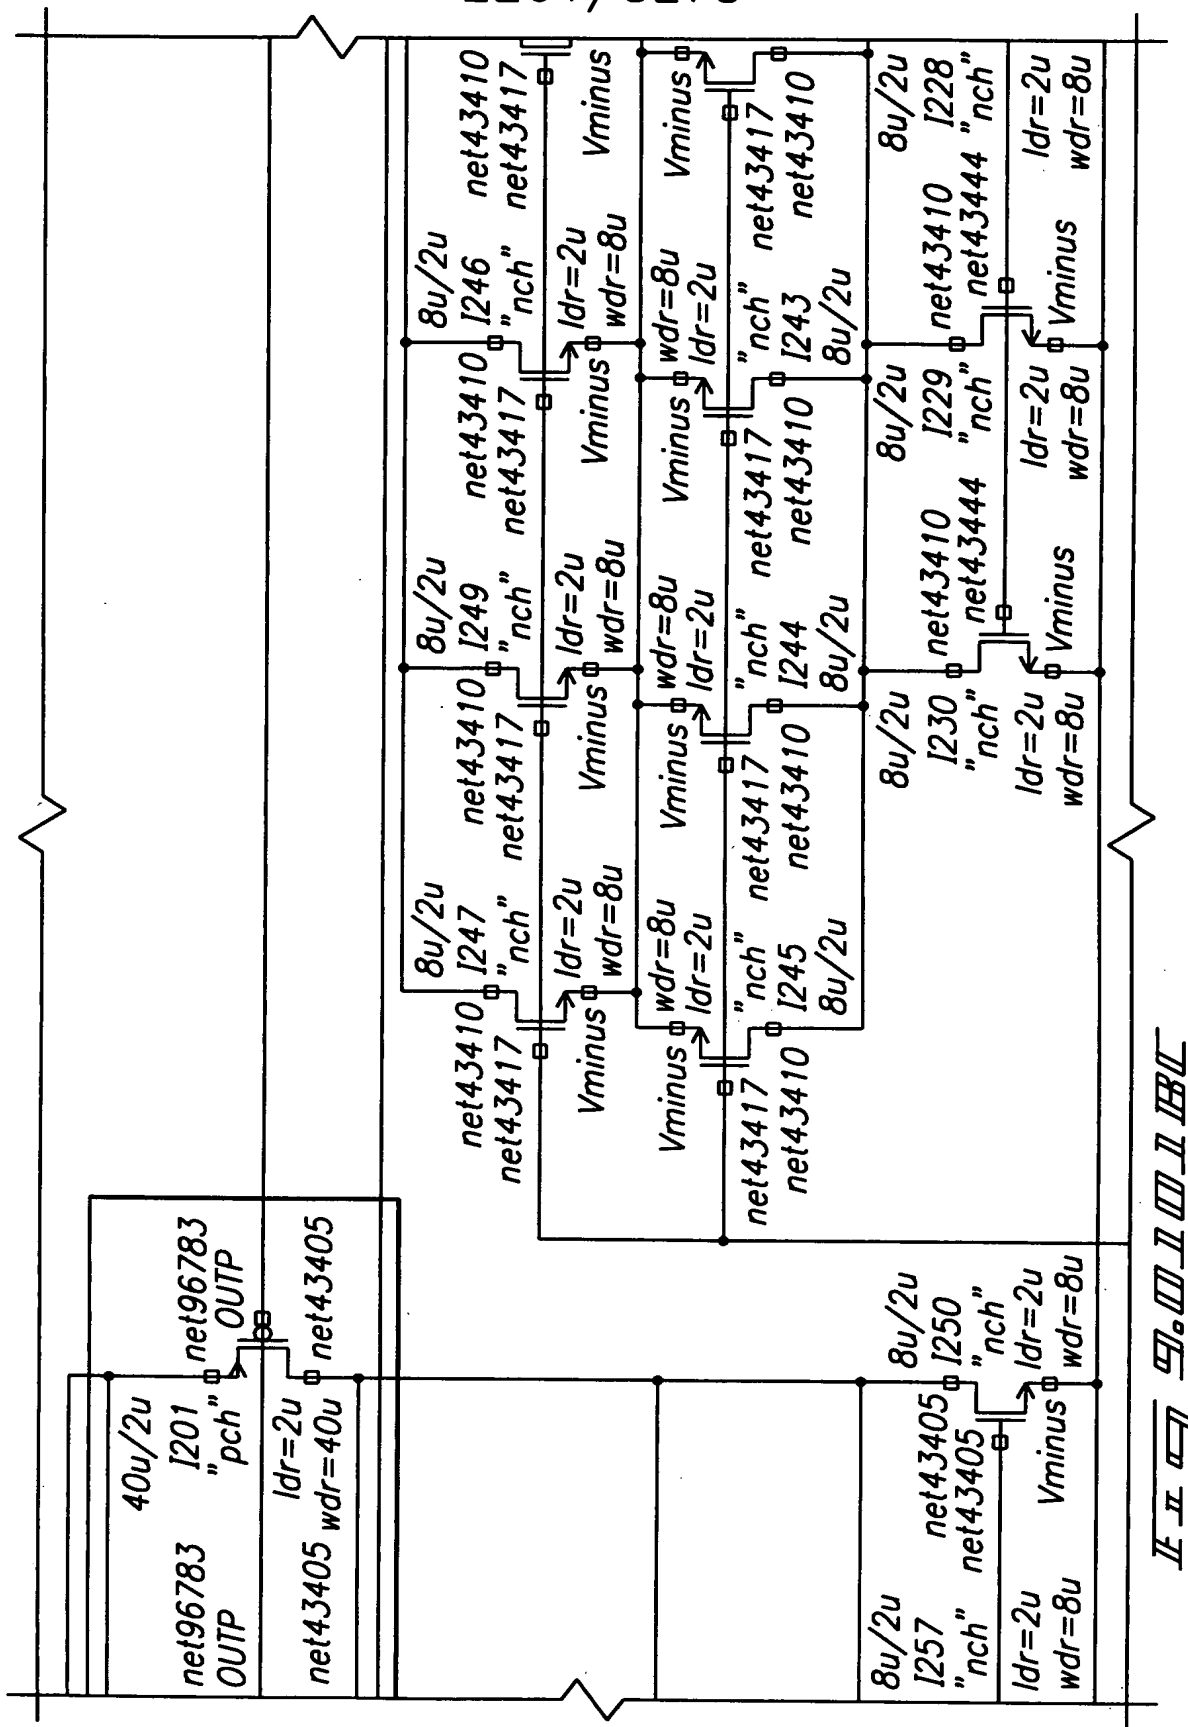 net96783
OUTP
40u/2u
I201
"pch"
net96783
OUTP
net43405
ldr=2u
wdr=40u
net43405
8u/2u
I247
"nch"
net43410
net43417
ldr=2u
wdr=8u
Vminus
8u/2u
I249
"nch"
net43410
net43417
ldr=2u
wdr=8u
Vminus
8u/2u
I246
"nch"
net43410
net43417
ldr=2u
wdr=8u
Vminus
net43410
net43417
Vminus
Vminus
wdr=8u
ldr=2u
net43417
"nch"
net43410
I245
8u/2u
Vminus
wdr=8u
ldr=2u
net43417
"nch"
net43410
I244
8u/2u
Vminus
wdr=8u
ldr=2u
net43417
"nch"
net43410
I243
8u/2u
Vminus
net43417
net43410
8u/2u
I257
"nch"
ldr=2u
wdr=8u
8u/2u
I250
"nch"
net43405
net43405
ldr=2u
wdr=8u
Vminus
8u/2u
I230
"nch"
net43410
net43444
ldr=2u
wdr=8u
Vminus
8u/2u
I229
"nch"
net43410
net43444
ldr=2u
wdr=8u
Vminus
8u/2u
I228
"nch"
ldr=2u
wdr=8u